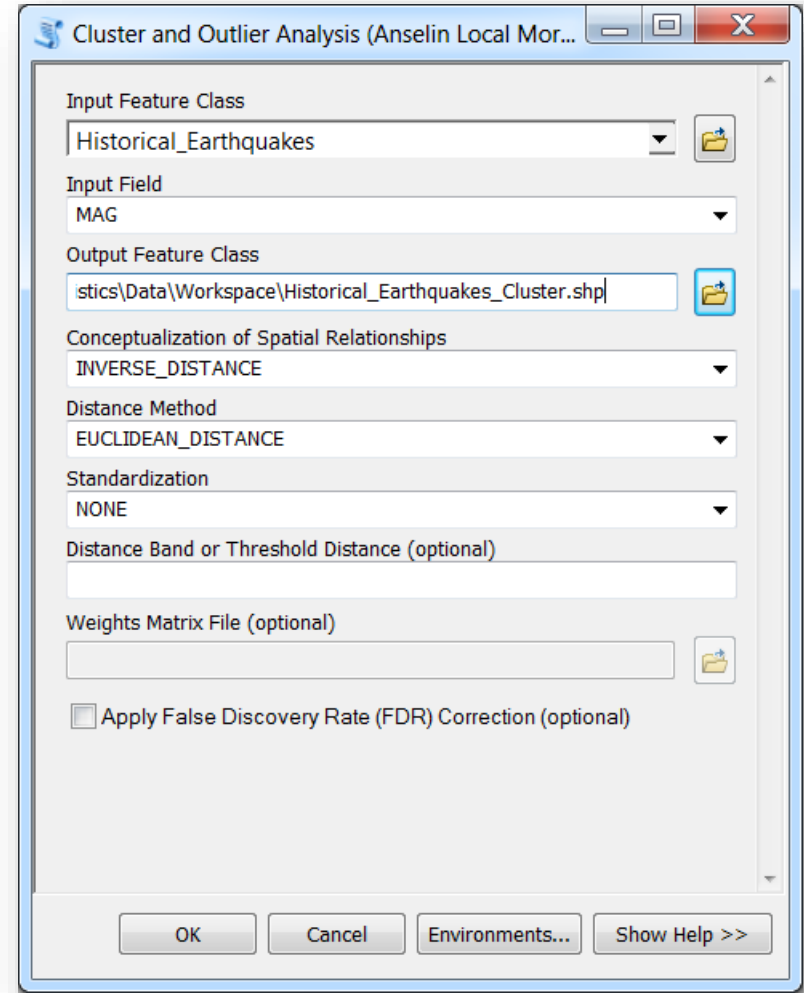 Cluster and Outlier Analysis (Anselin Local Mor...
Input Feature Class
Historical_Earthquakes
Input Field
MAG
Output Feature Class
istics\Data\Workspace\Historical_Earthquakes_Cluster.shp
Conceptualization of Spatial Relationships
INVERSE_DISTANCE
Distance Method
EUCLIDEAN_DISTANCE
Standardization
NONE
Distance Band or Threshold Distance (optional)
Weights Matrix File (optional)
Apply False Discovery Rate (FDR) Correction (optional)
OK Cancel Environments... Show Help >>